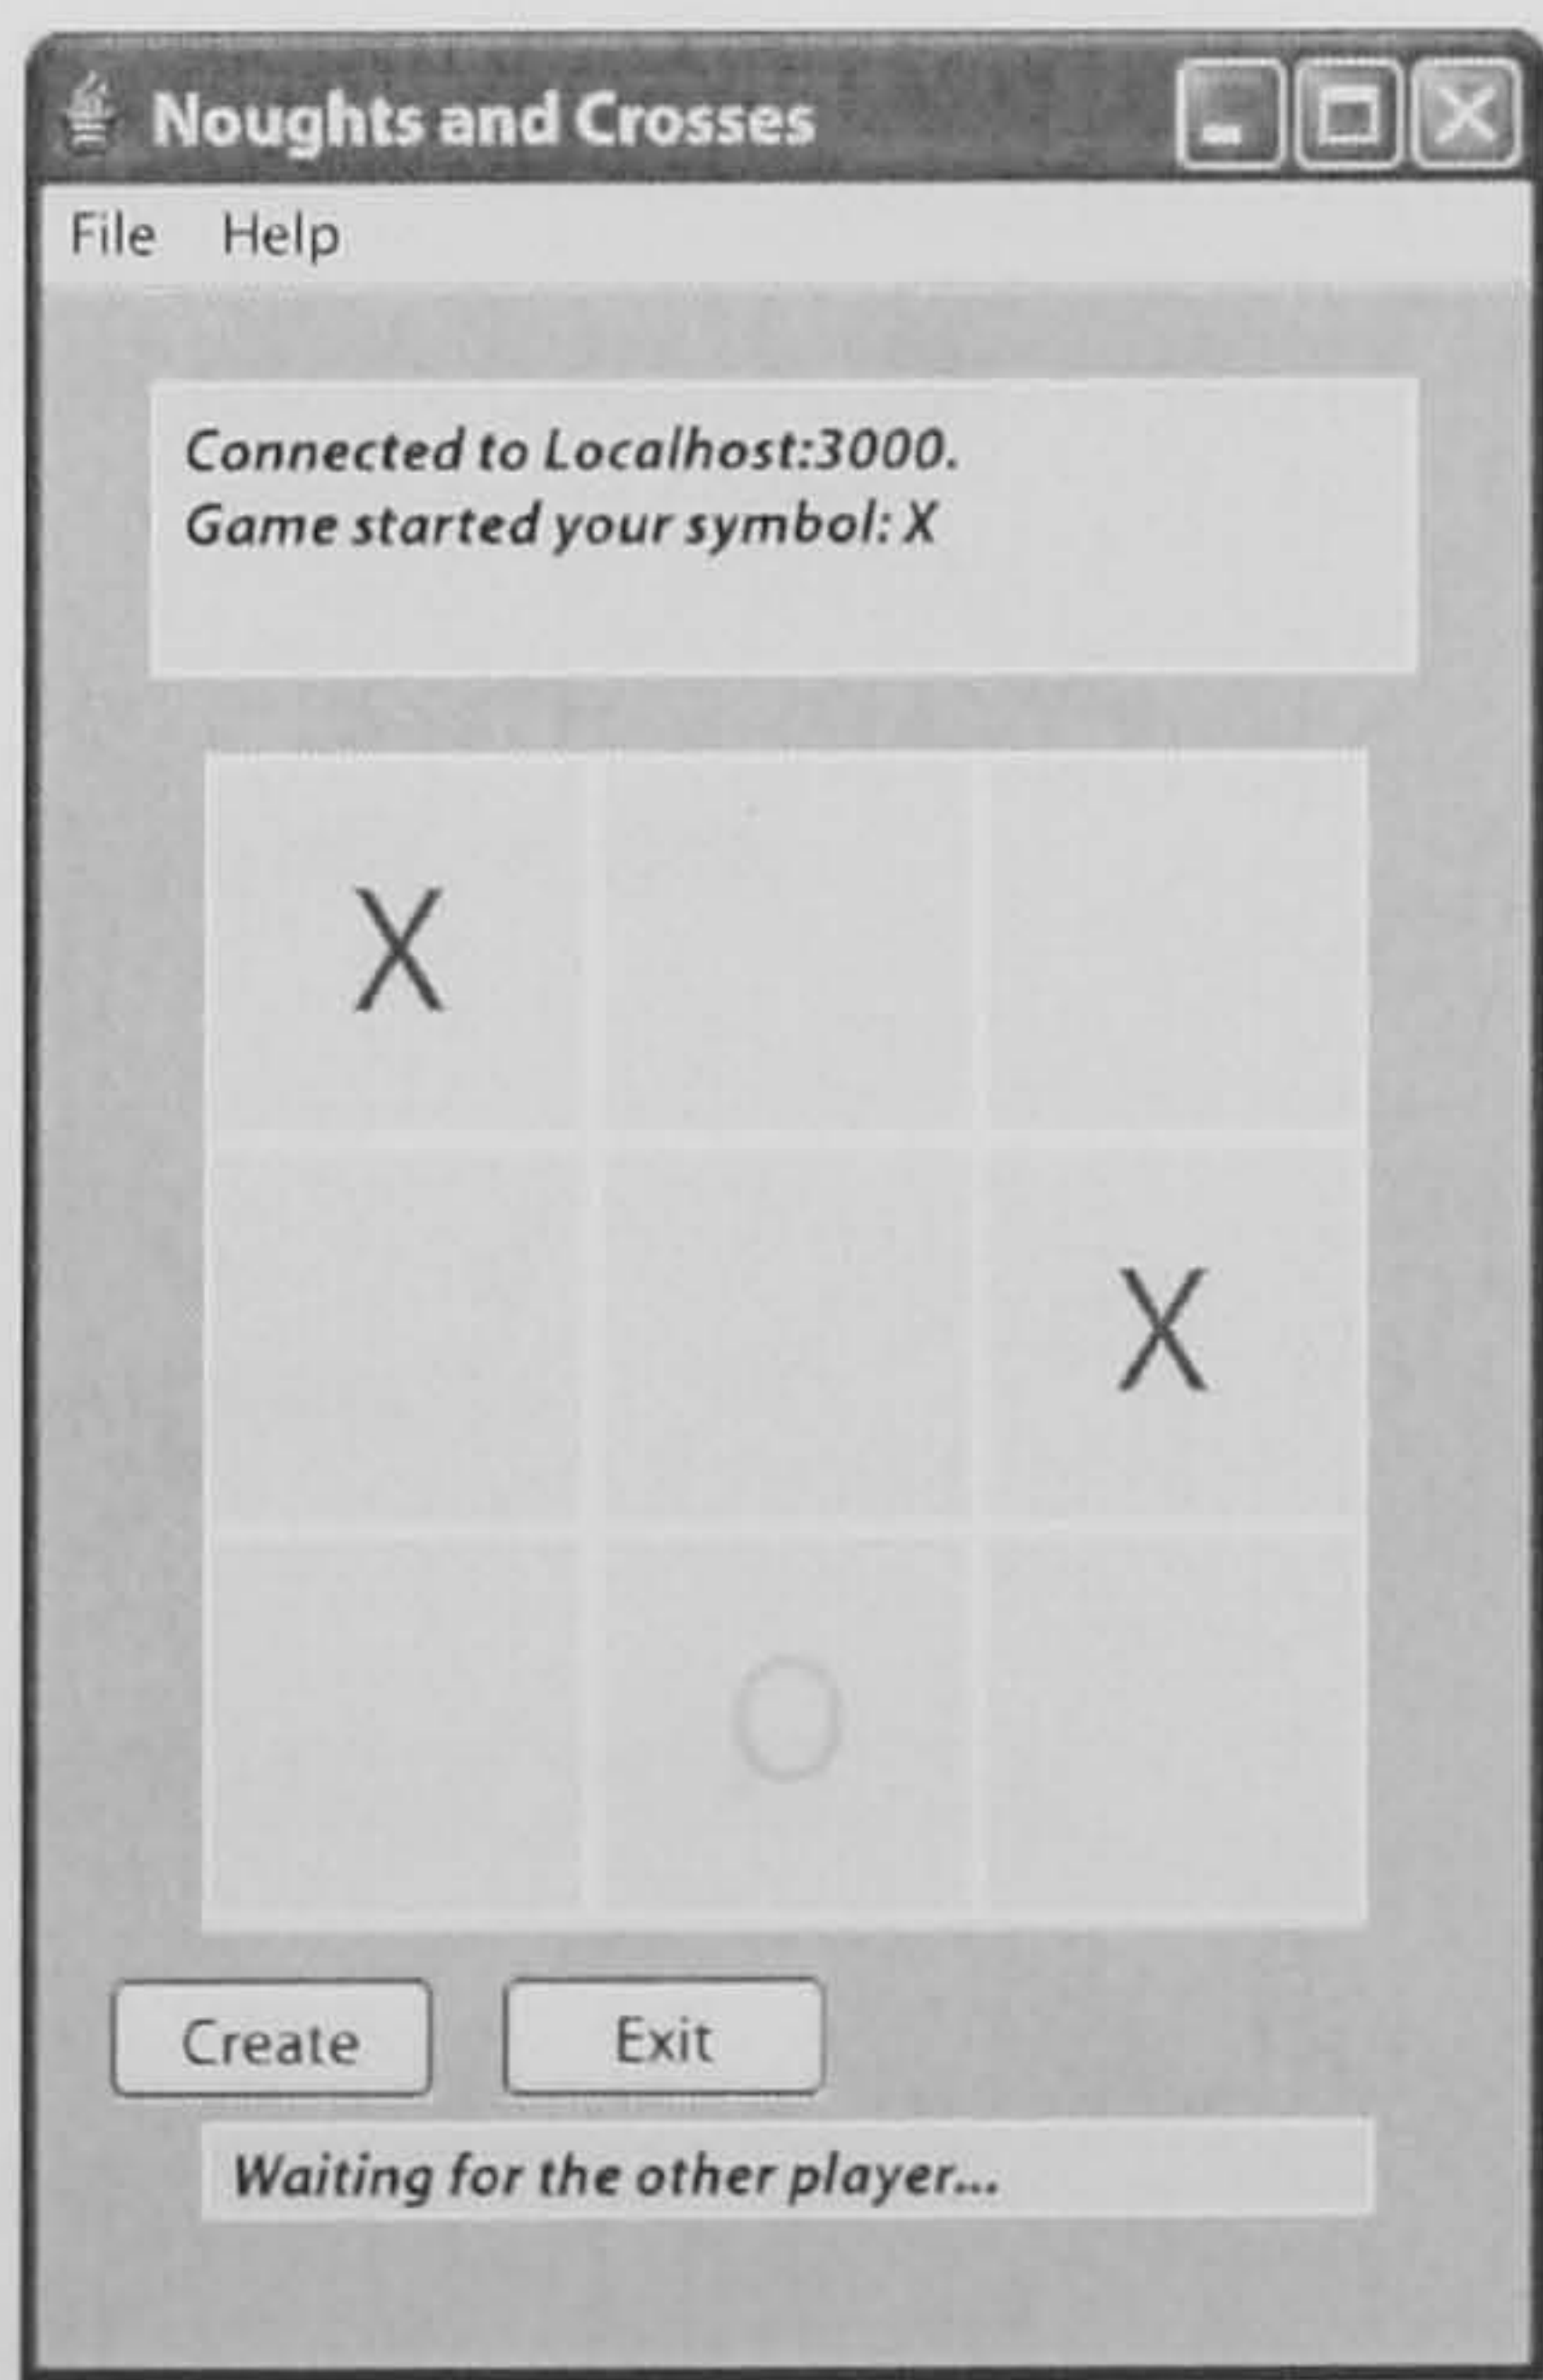 Noughts and Crosses
File Help
Connected to Localhost:3000.
Game started your symbol: X
X
X
O
Create Exit
Waiting for the other player...